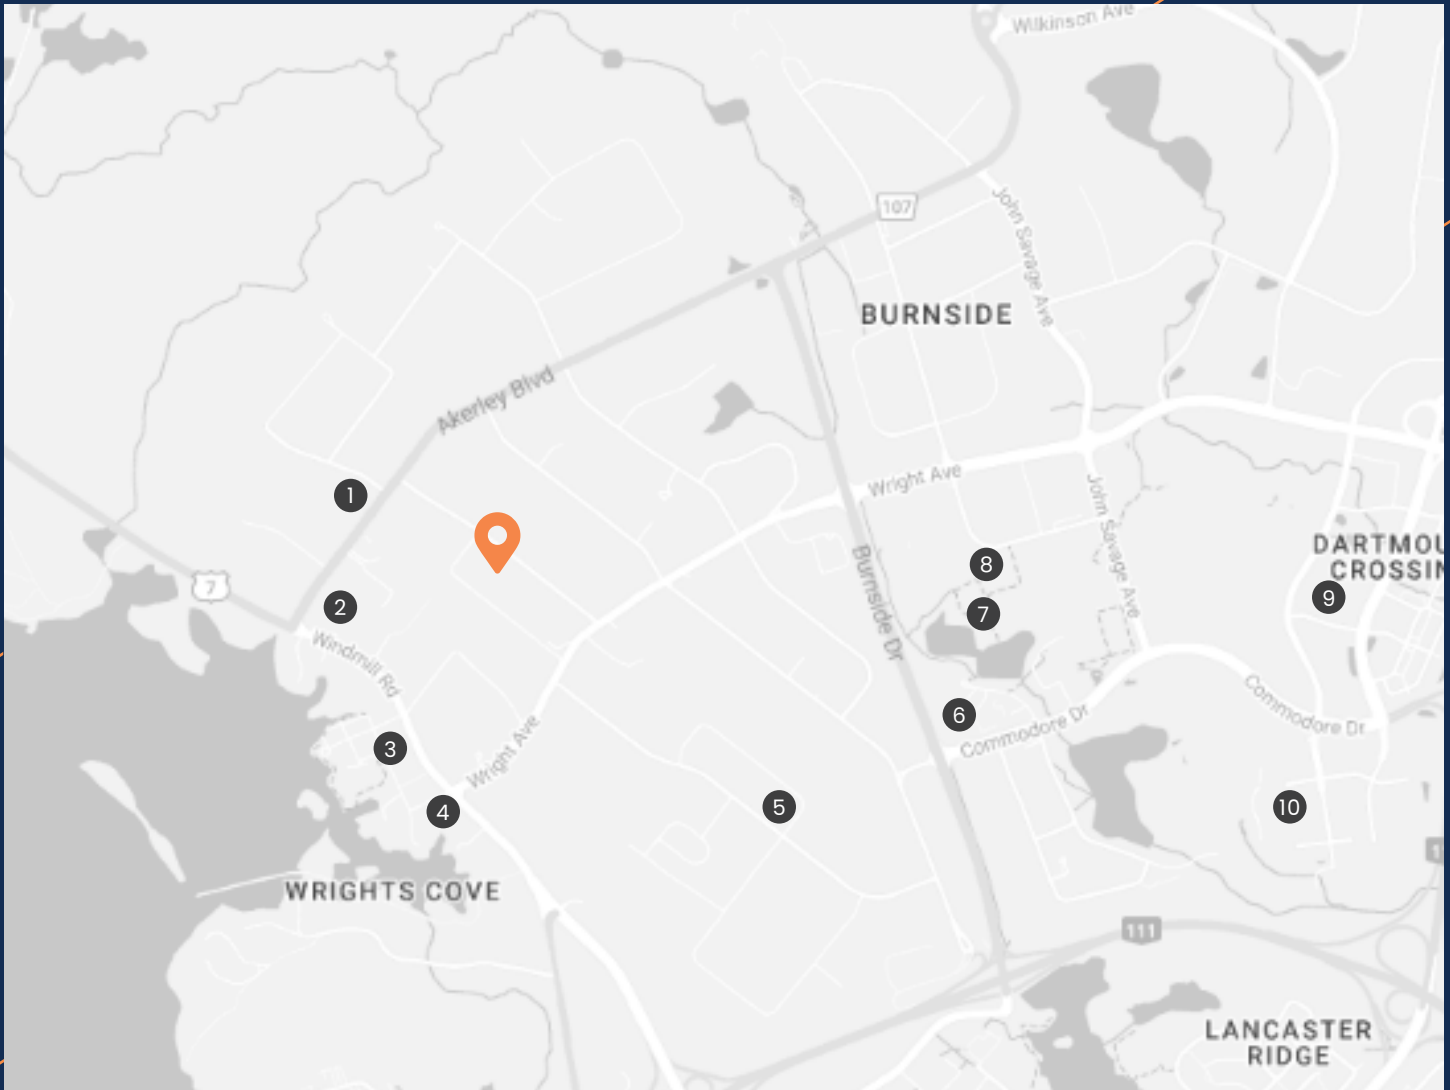 Wilkinson Ave
107
John Savage Ave
BURNSIDE
Akerley Blvd
Wright Ave
1
John Savage Ave
8
DARTMOU
CROSSIN
7
2
7
9
Burnside Dr
Windmill Rd
6
Commodore Dr
Commodore Dr
3
Wright Ave
4
5
10
WRIGHTS COVE
111
LANCASTER
RIDGE